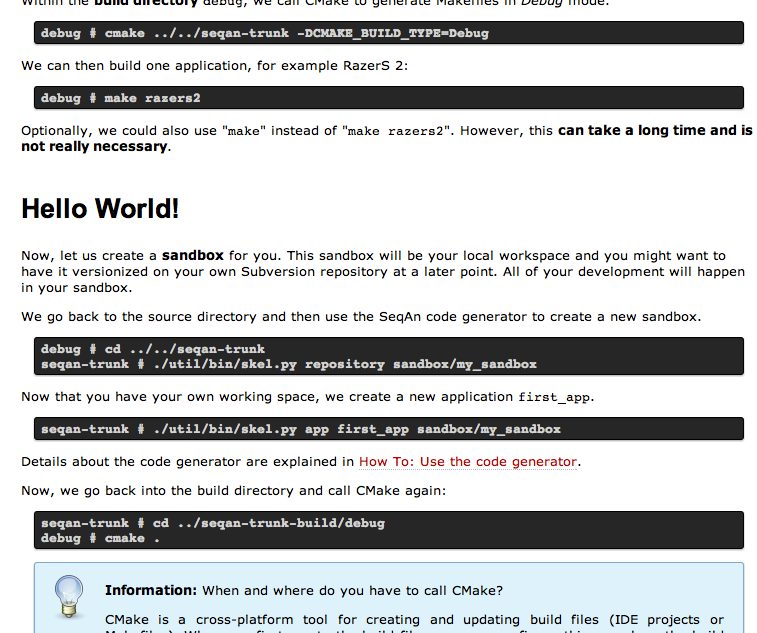 Within the build directory debug, we call CMake to generate Makefiles in Debug mode.
debug # cmake ../../seqan-trunk -DCMAKE_BUILD_TYPE=Debug
We can then build one application, for example RazerS 2:
debug # make razers2
Optionally, we could also use "make" instead of "make razers2". However, this can take a long time and is
not really necessary.
Hello World!
Now, let us create a sandbox for you. This sandbox will be your local workspace and you might want to
have it versionized on your own Subversion repository at a later point. All of your development will happen
in your sandbox.
We go back to the source directory and then use the SeqAn code generator to create a new sandbox.
debug # cd ../../seqan-trunk
seqan-trunk # ./util/bin/skel.py repository sandbox/my_sandbox
Now that you have your own working space, we create a new application first_app.
seqan-trunk # ./util/bin/skel.py app first_app sandbox/my_sandbox
Details about the code generator are explained in How To: Use the code generator.
Now, we go back into the build directory and call CMake again:
seqan-trunk # cd ../seqan-trunk-build/debug
debug # cmake .
Information: When and where do you have to call CMake?
CMake is a cross-platform tool for creating and updating build files (IDE projects or